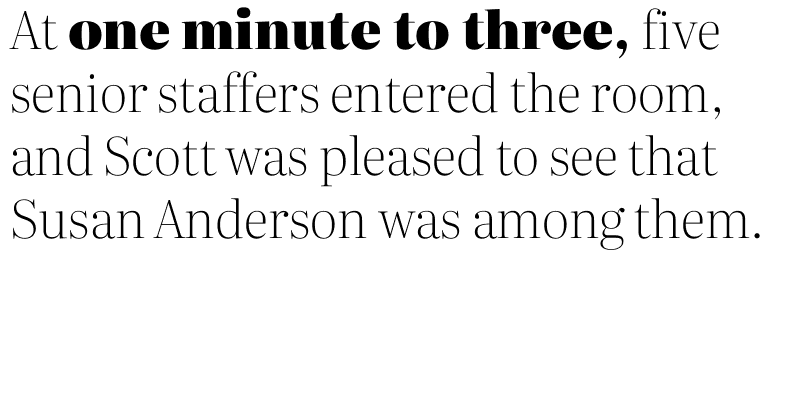 At one minute to three, five
senior staffers entered the room,
and Scott was pleased to see that
Susan Anderson was among them.